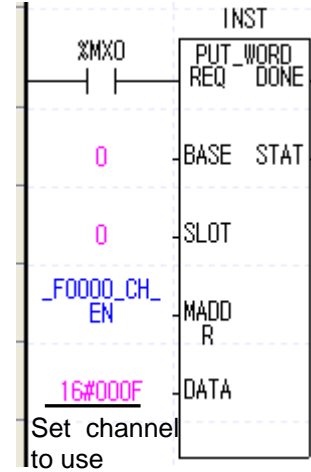 INST
%MX0
PUT_WORD
REQ DONE
0
BASE STAT
0
SLOT
_F0000_CH_
EN
MADD
R
16#000F
DATA
Set channel
to use